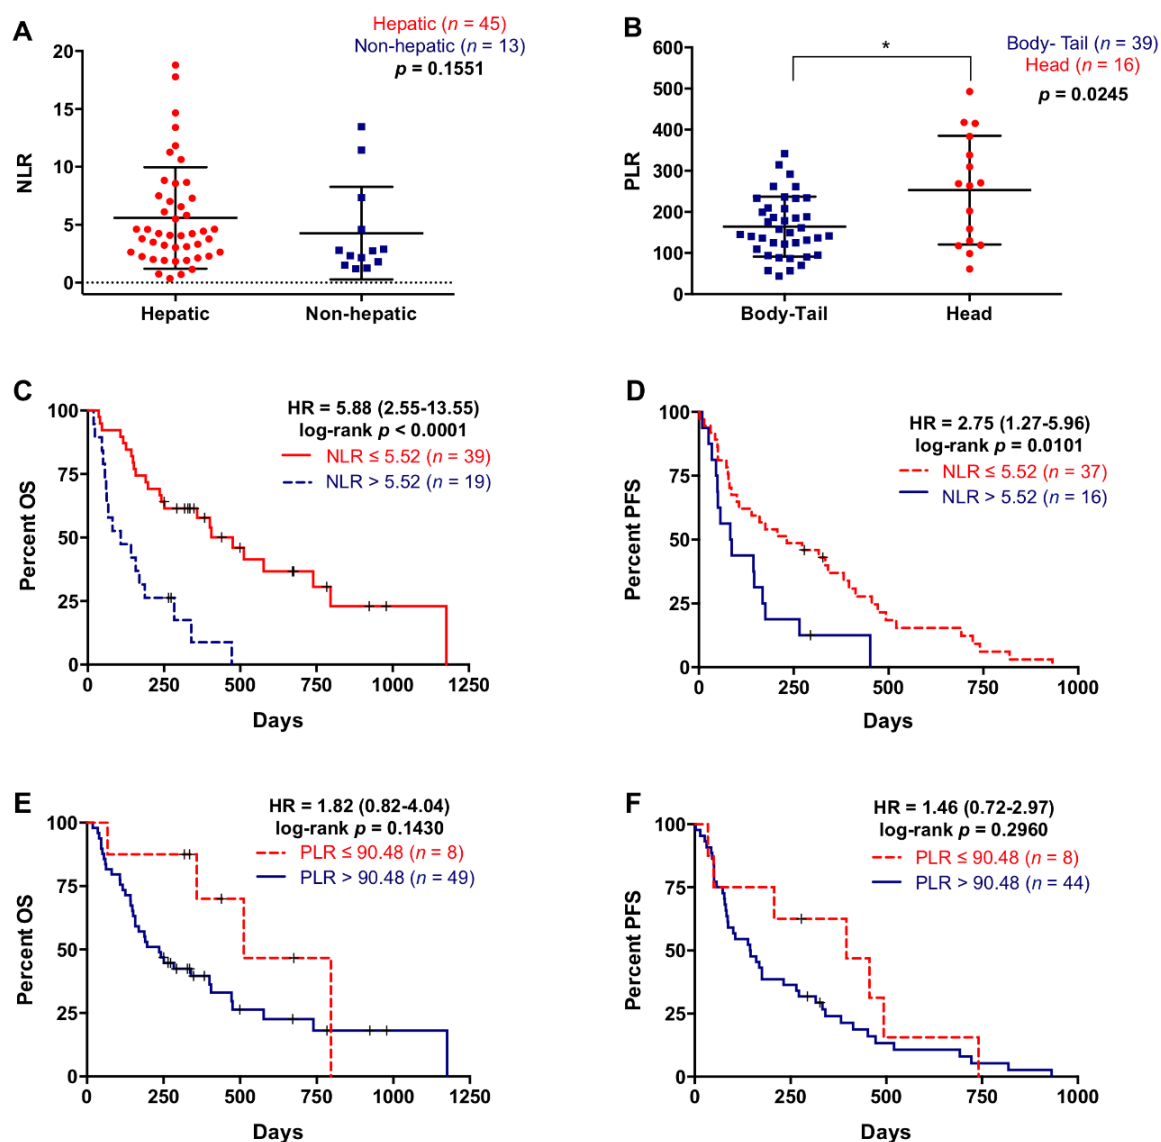 A
Hepatic (n = 45)
Non-hepatic (n = 13)
p = 0.1551
20
15
10
5
0
NLR
Hepatic
Non-hepatic
B
Body- Tail (n = 39)
Head (n = 16)
p = 0.0245
*
600
500
400
300
200
100
0
PLR
Body-Tail
Head
C
HR = 5.88 (2.55-13.55)
log-rank p < 0.0001
NLR ≤ 5.52 (n = 39)
NLR > 5.52 (n = 19)
100
75
50
25
0
Percent OS
0 250 500 750 1000 1250
Days
D
HR = 2.75 (1.27-5.96)
log-rank p = 0.0101
NLR ≤ 5.52 (n = 37)
NLR > 5.52 (n = 16)
100
75
50
25
0
Percent PFS
0 250 500 750 1000
Days
E
HR = 1.82 (0.82-4.04)
log-rank p = 0.1430
PLR ≤ 90.48 (n = 8)
PLR > 90.48 (n = 49)
100
75
50
25
0
Percent OS
0 250 500 750 1000 1250
Days
F
HR = 1.46 (0.72-2.97)
log-rank p = 0.2960
PLR ≤ 90.48 (n = 8)
PLR > 90.48 (n = 44)
100
75
50
25
0
Percent PFS
0 250 500 750 1000
Days